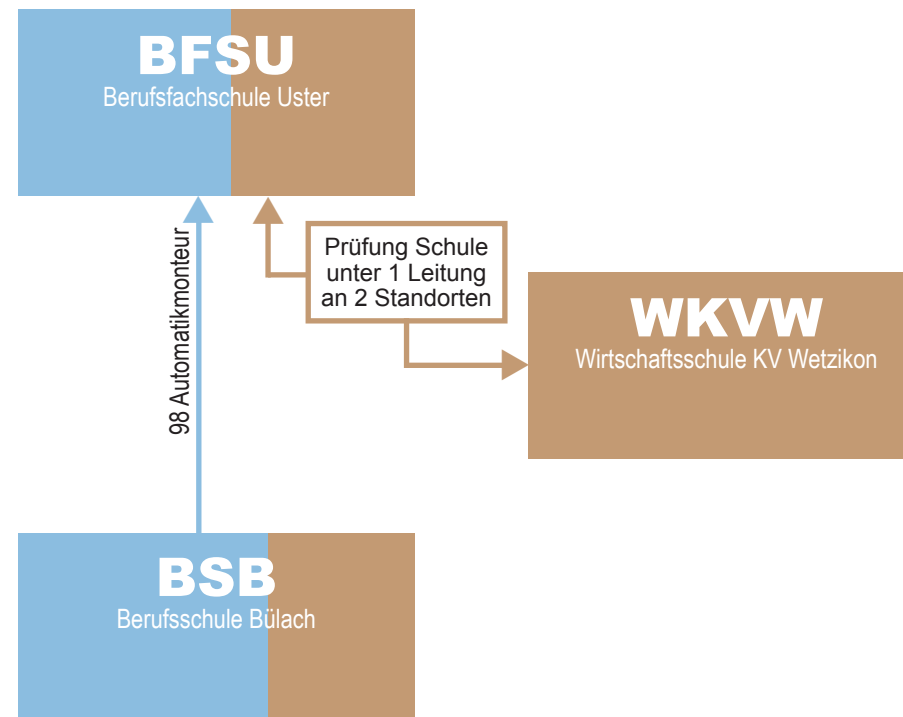 BFSU
Berufsfachschule Uster
98 Automatikmonteur
Prüfung Schule
unter 1 Leitung
an 2 Standorten
WKVW
Wirtschaftsschule KV Wetzikon
BSB
Berufsschule Bülach